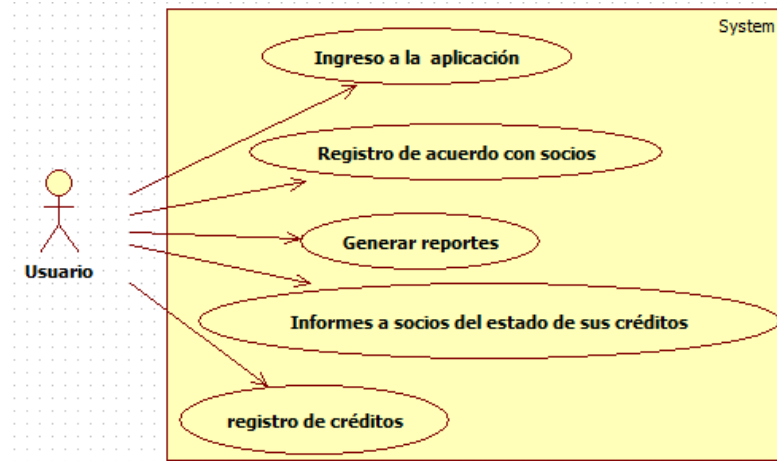 System
Ingreso a la aplicación
Registro de acuerdo con socios
Generar reportes
Usuario
Informes a socios del estado de sus créditos
registro de créditos